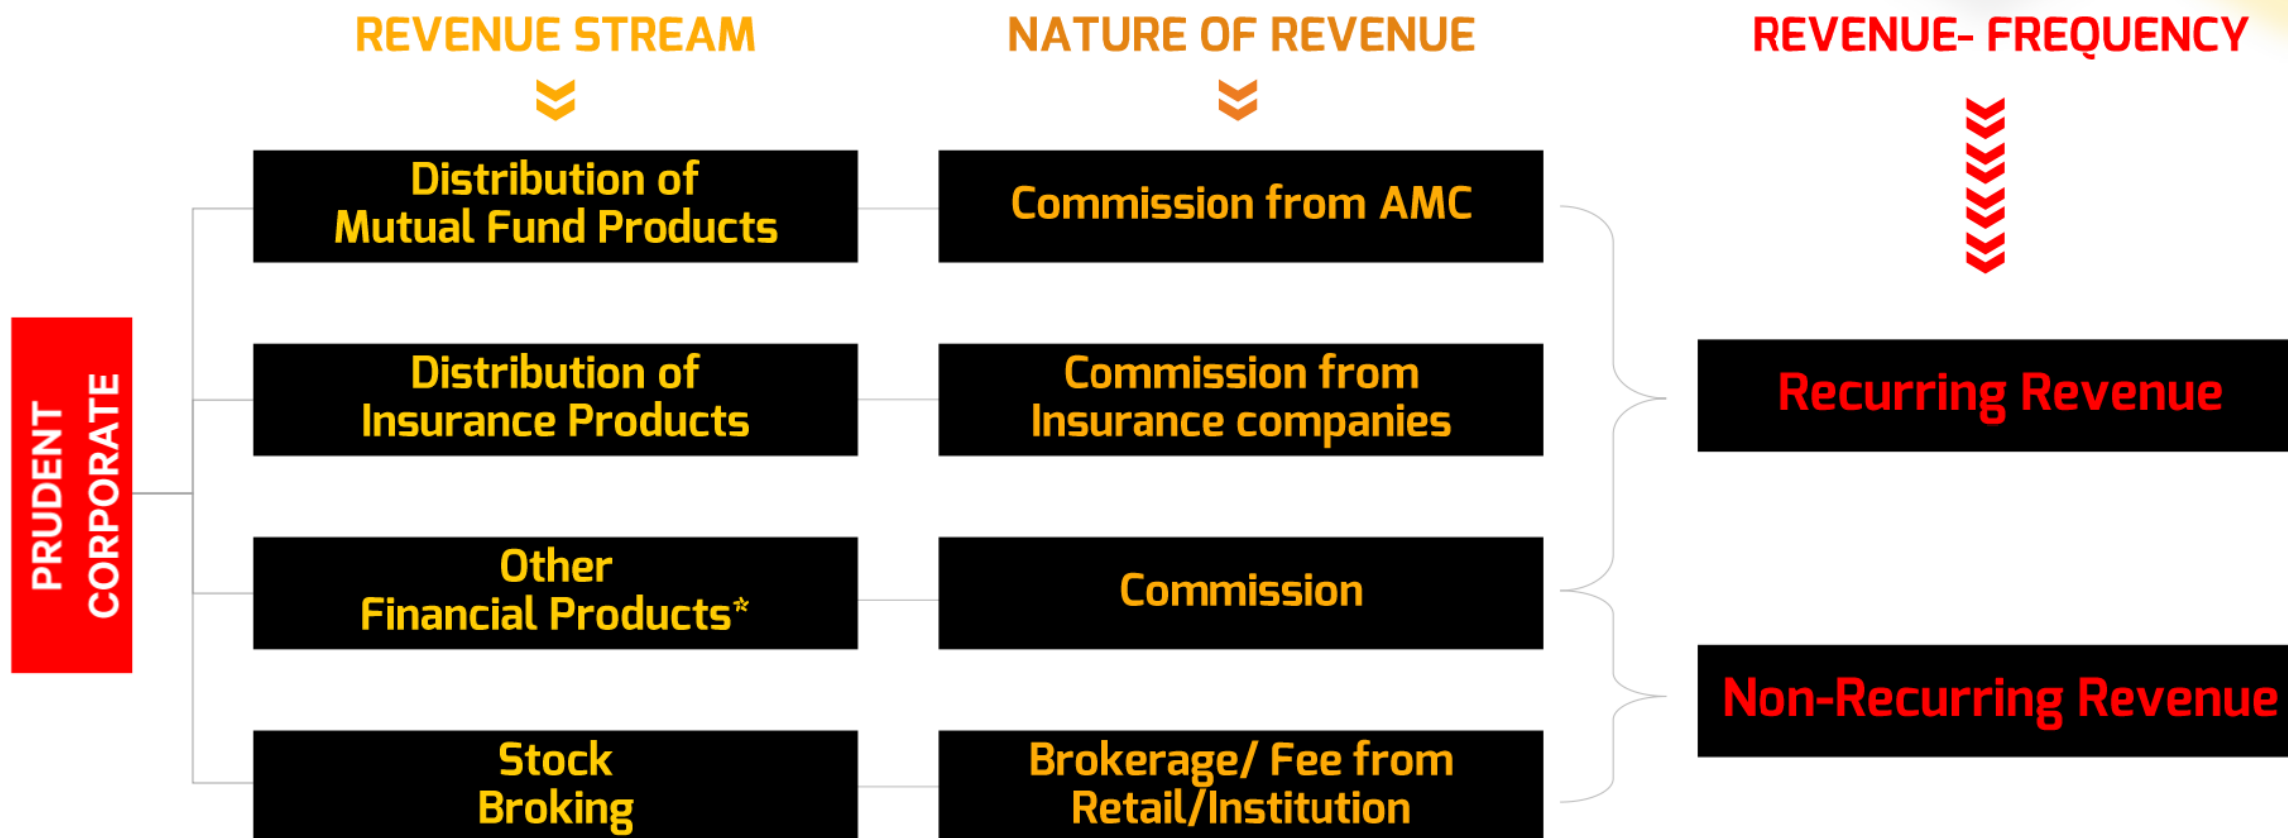 REVENUE STREAM
NATURE OF REVENUE
REVENUE- FREQUENCY
PRUDENT
CORPORATE
Distribution of
Mutual Fund Products
Commission from AMC
Distribution of
Insurance Products
Commission from
Insurance companies
Recurring Revenue
Other
Financial Products*
Commission
Non-Recurring Revenue
Stock
Broking
Brokerage/ Fee from
Retail/Institution